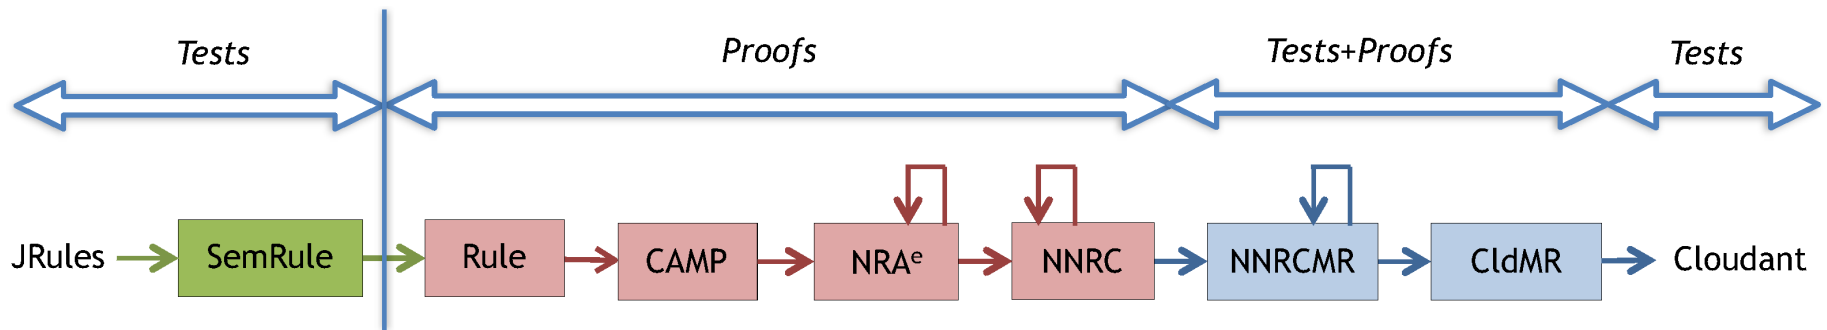 Tests
Proofs
Tests+Proofs
Tests
JRules
SemRule
Rule
CAMP
NRAᵉ
NNRC
NNRCMR
CldMR
Cloudant